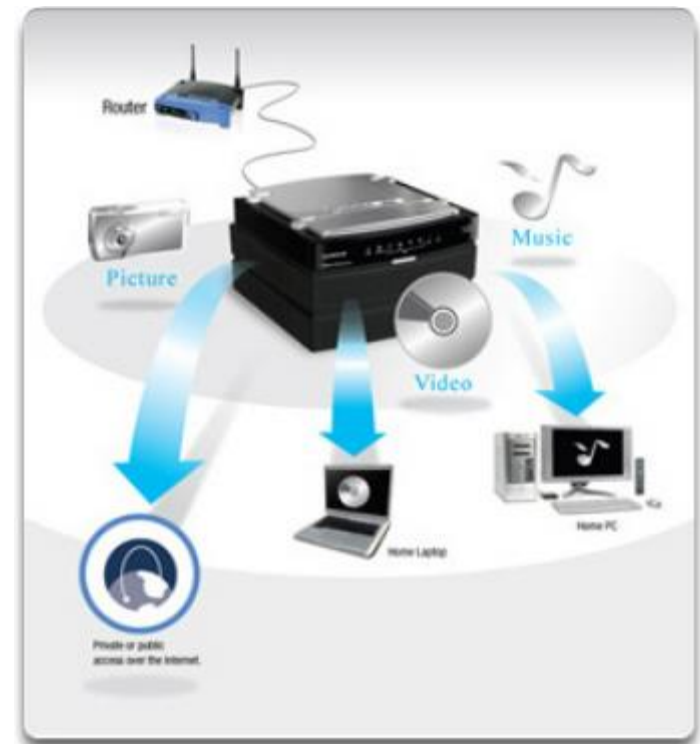 Router
Music
Picture
Video
Home PC
Home Laptop
Private or public
access over the Internet.